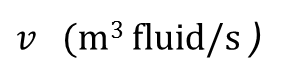 𝑣 (m³ fluid/s )